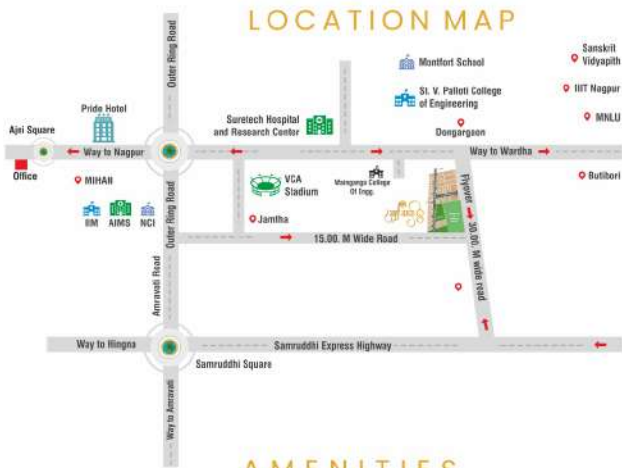 LOCATION MAP
Outer Ring Road
Montfort School
Sanskrit
Vidyapith
IIIT Nagpur
St. V. Palloti College
of Engineering
Pride Hotel
Suretech Hospital
and Research Center
MNLU
Dongargaon
Ajni Square
Way to Nagpur
Way to Wardha
Office
MIHAN
VCA
Stadium
Wainganga College
Of Engg.
Flyover
Butibori
IIM
AIMS
NCI
Outer Ring Road
Jamtha
15.00. M Wide Road
30.00. M wide road
Amravati Road
Way to Hingna
Samruddhi Express Highway
Samruddhi Square
Way to Amravati
AMENITIES